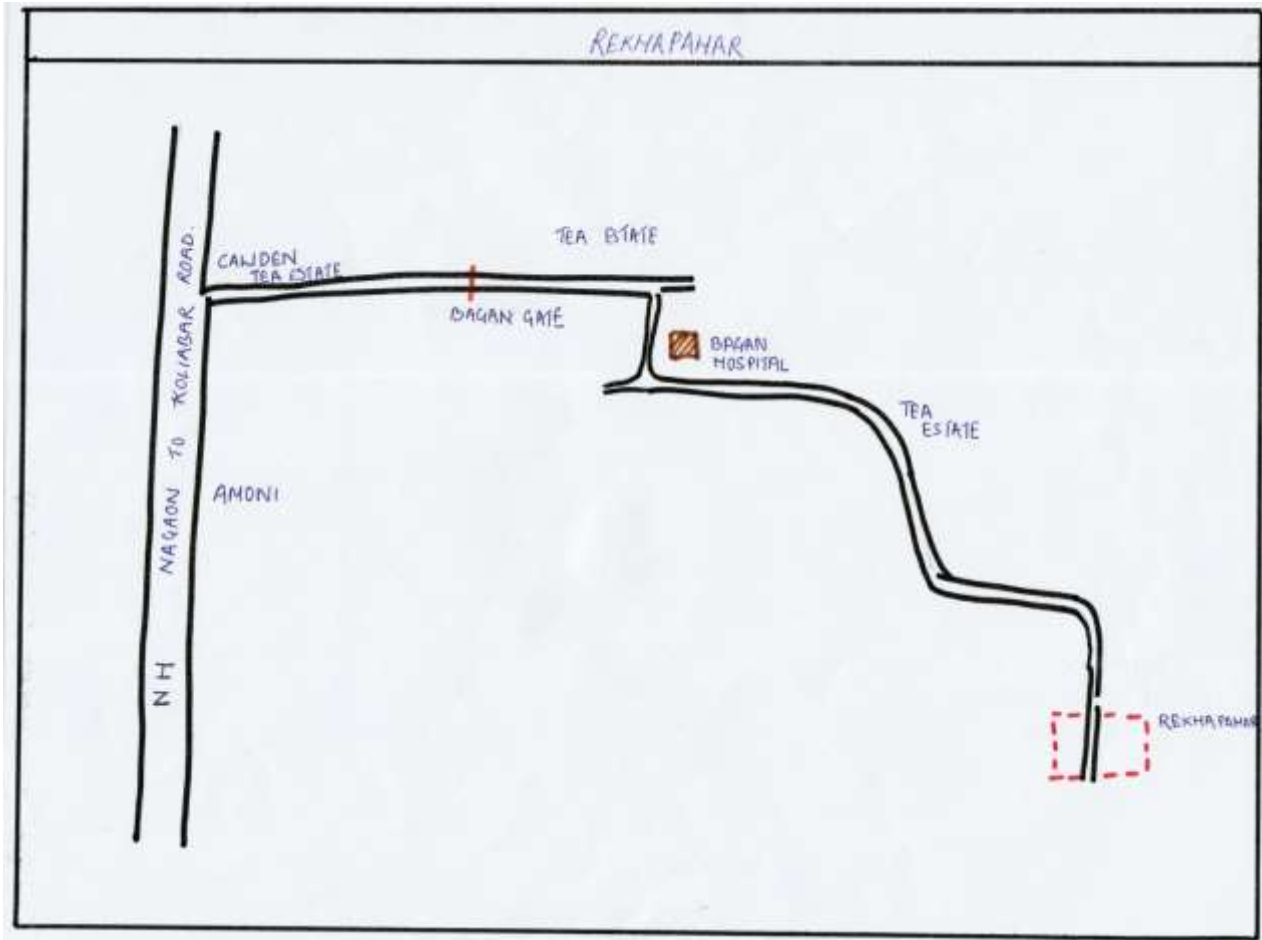 REKHAPAHAR
NH NAGAON TO KOLIABAR ROAD.
CAMDEN
TEA ESTATE
TEA ESTATE
BAGAN GATE
BAGAN
HOSPITAL
TEA
ESTATE
AMONI
REKHAPAHAR